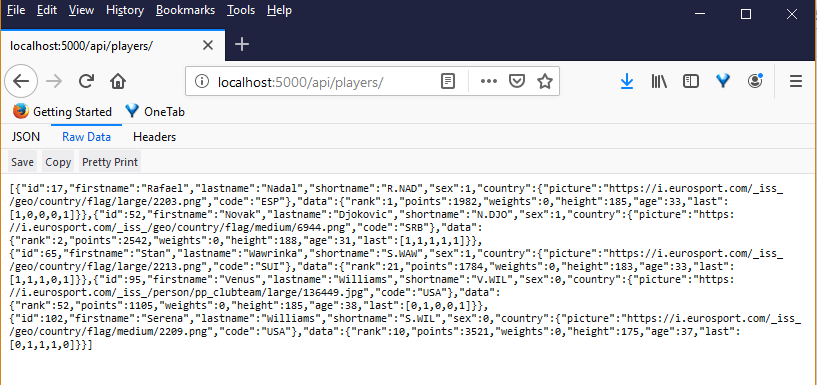 File Edit View History Bookmarks Tools Help
localhost:5000/api/players/
localhost:5000/api/players/
Getting Started OneTab
JSON Raw Data Headers
Save Copy Pretty Print
[{"id":17,"firstname":"Rafael","lastname":"Nadal","shortname":"R.NAD","sex":1,"country":{"picture":"https://i.eurosport.com/_iss_
/geo/country/flag/large/2203.png","code":"ESP"},"data":{"rank":1,"points":1982,"weights":0,"height":185,"age":33,"last":
[1,0,0,0,1]}},{"id":52,"firstname":"Novak","lastname":"Djokovic","shortname":"N.DJO","sex":1,"country":{"picture":"https:
//i.eurosport.com/_iss_/geo/country/flag/medium/6944.png","code":"SRB"},"data":
{"rank":2,"points":2542,"weights":0,"height":188,"age":31,"last":[1,1,1,1,1]}},
{"id":65,"firstname":"Stan","lastname":"Wawrinka","shortname":"S.WAW","sex":1,"country":{"picture":"https://i.eurosport.com/_iss_
/geo/country/flag/large/2213.png","code":"SUI"},"data":{"rank":21,"points":1784,"weights":0,"height":183,"age":33,"last":
[1,1,1,0,1]}},{"id":95,"firstname":"Venus","lastname":"Williams","shortname":"V.WIL","sex":0,"country":{"picture":"https:
//i.eurosport.com/_iss_/person/pp_clubteam/large/136449.jpg","code":"USA"},"data":
{"rank":52,"points":1105,"weights":0,"height":185,"age":38,"last":[0,1,0,0,1]}},
{"id":102,"firstname":"Serena","lastname":"Williams","shortname":"S.WIL","sex":0,"country":{"picture":"https://i.eurosport.com/_iss_
/geo/country/flag/medium/2209.png","code":"USA"},"data":{"rank":10,"points":3521,"weights":0,"height":175,"age":37,"last":
[0,1,1,1,0]}}]